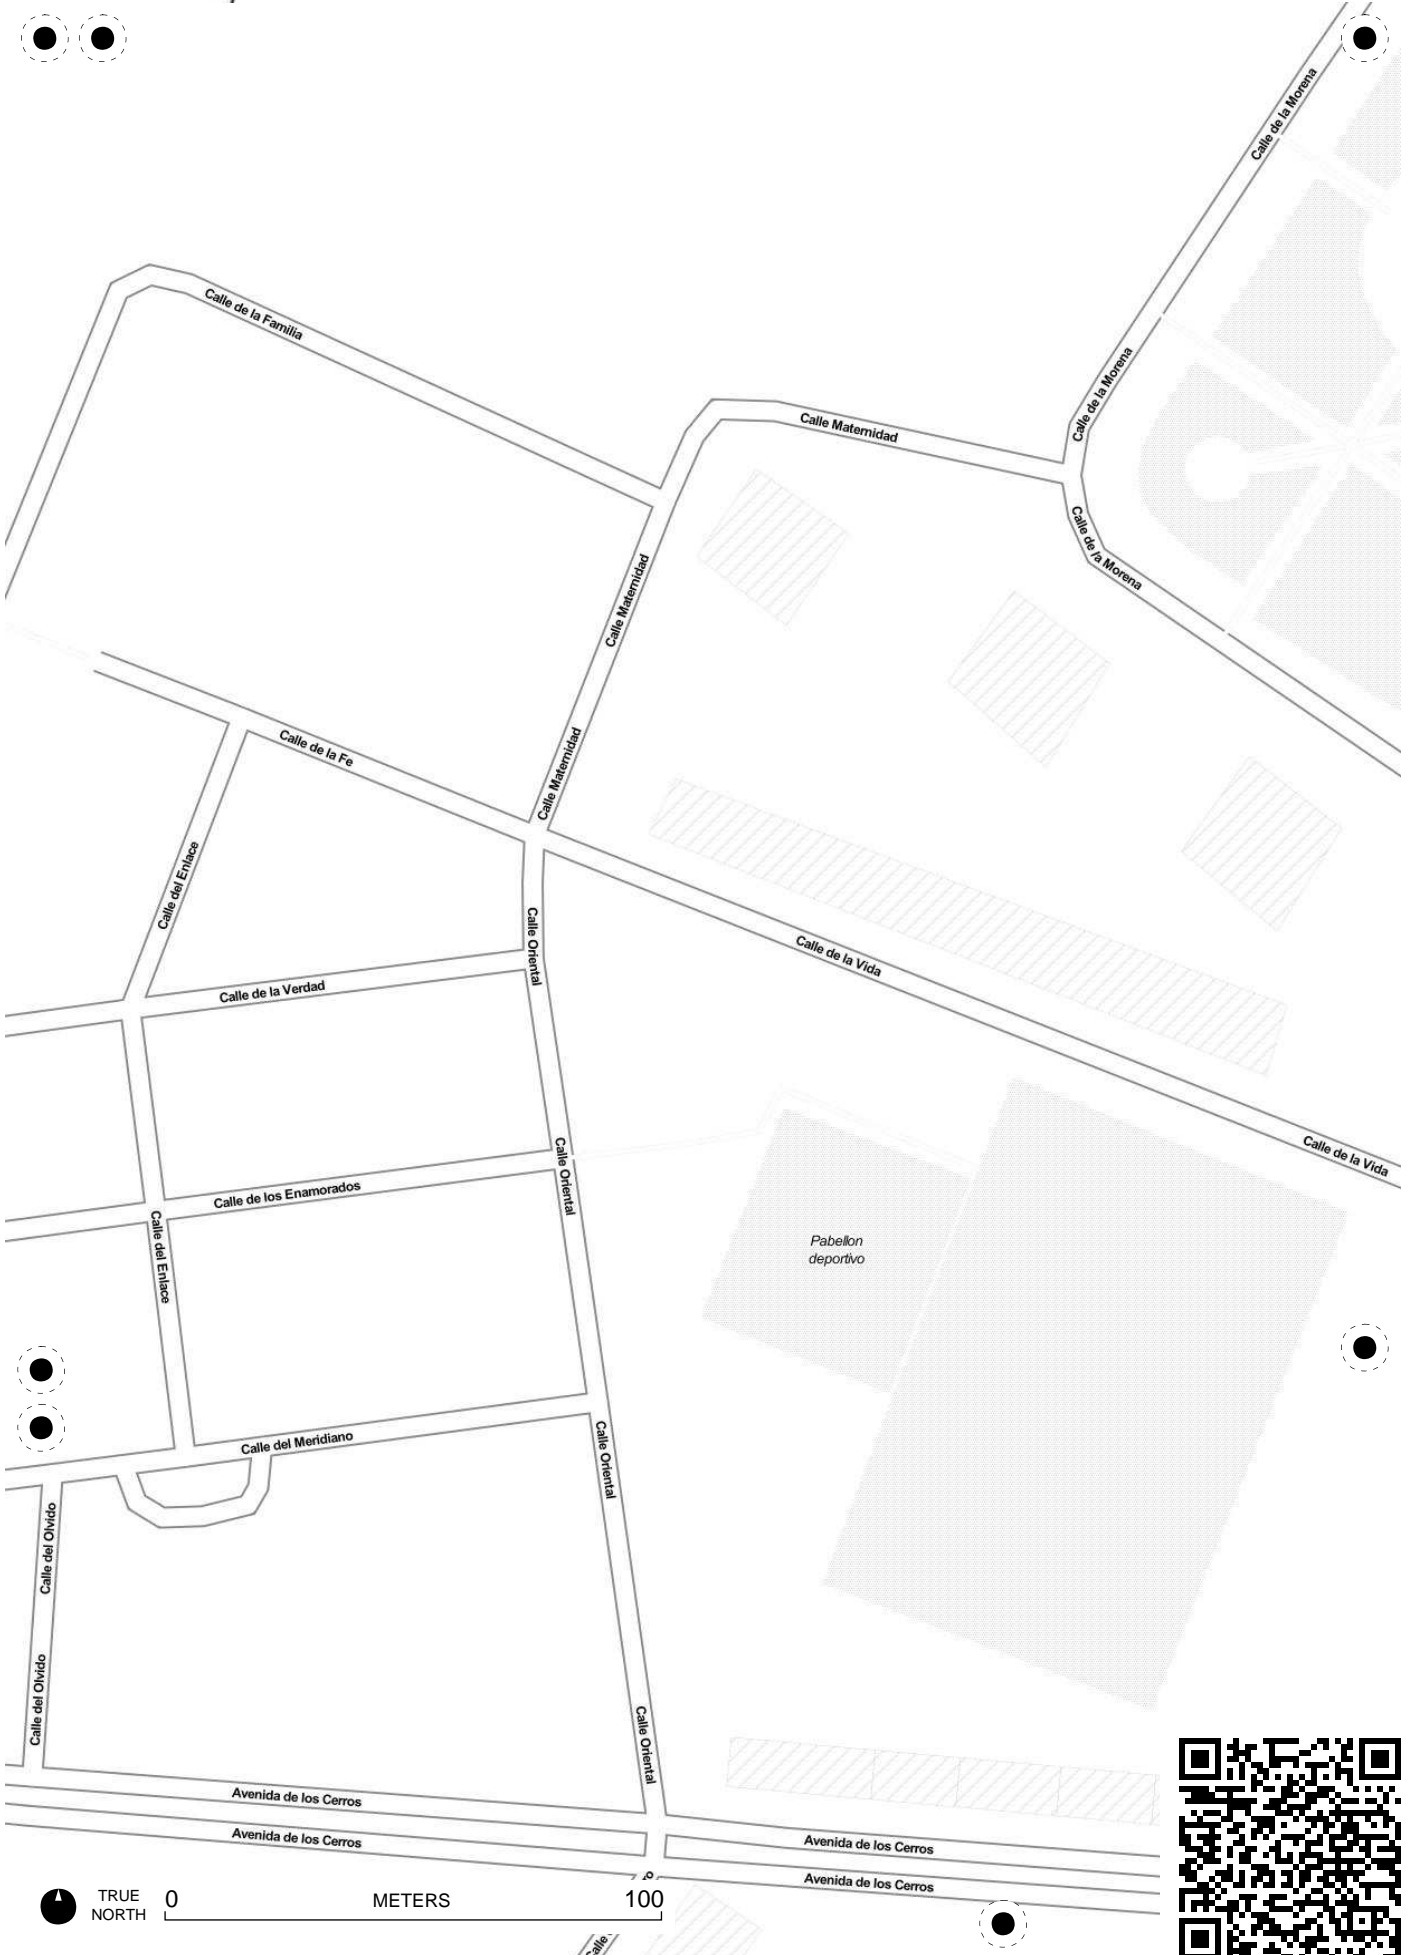 Calle de la Morena
Calle de la Familia
Calle de la Morena
Calle Maternidad
Calle de la Morena
Calle Maternidad
Calle de la Fe
Calle Maternidad
Calle del Enlace
Calle Oriental
Calle de la Vida
Calle de la Verdad
Calle de la Vida
Calle Oriental
Calle de los Enamorados
Calle del Enlace
Pabellon
deportivo
Calle del Meridiano
Calle Oriental
Calle del Olvido
Calle del Olvido
Calle Oriental
Avenida de los Cerros
Avenida de los Cerros
Avenida de los Cerros
Avenida de los Cerros
TRUE
NORTH
0 METERS 100
Calle